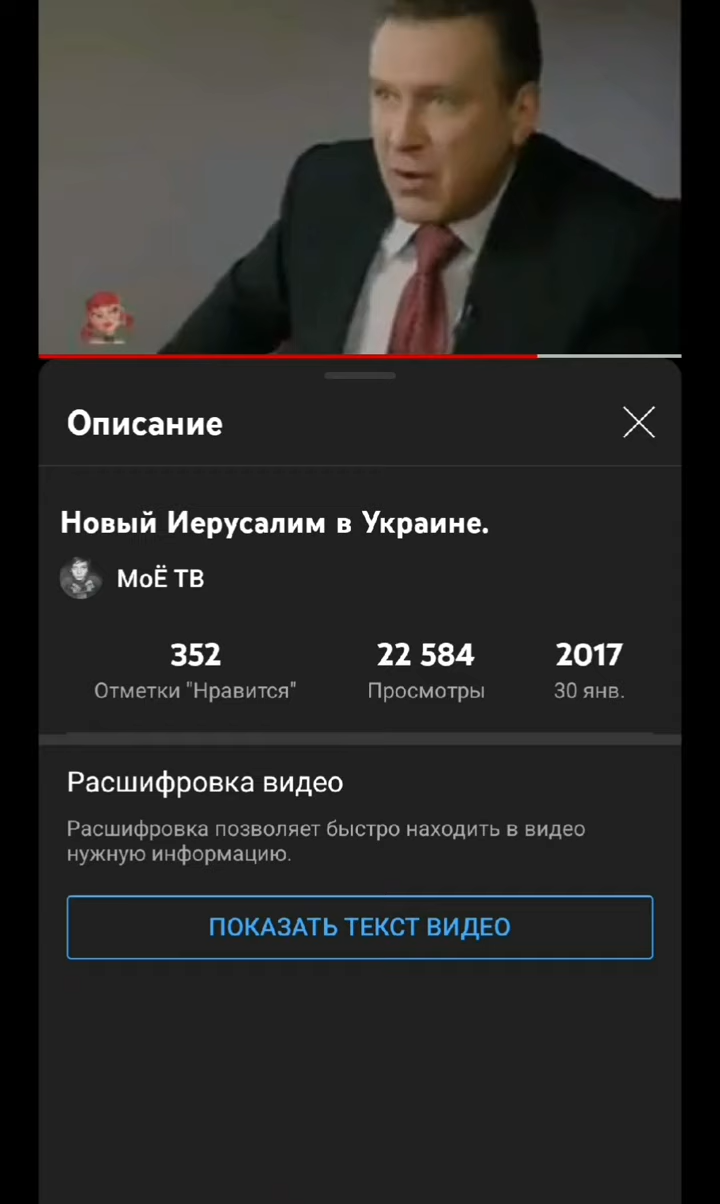 Описание
Новый Иерусалим в Украине.
МоЁ ТВ
352 22 584 2017
Отметки "Нравится" Просмотры 30 янв.
Расшифровка видео
Расшифровка позволяет быстро находить в видео
нужную информацию.
ПОКАЗАТЬ ТЕКСТ ВИДЕО